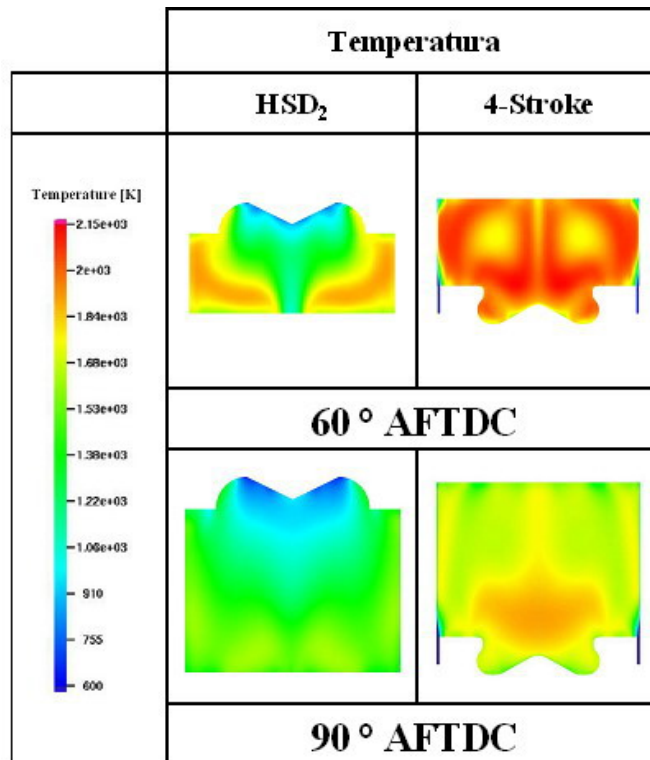 Temperatura
HSD₂
4-Stroke
Temperature [K]
2.15e+03
2e+03
1.84e+03
1.68e+03
1.53e+03
1.38e+03
1.22e+03
1.06e+03
910
755
600
60 ° AFTDC
90 ° AFTDC